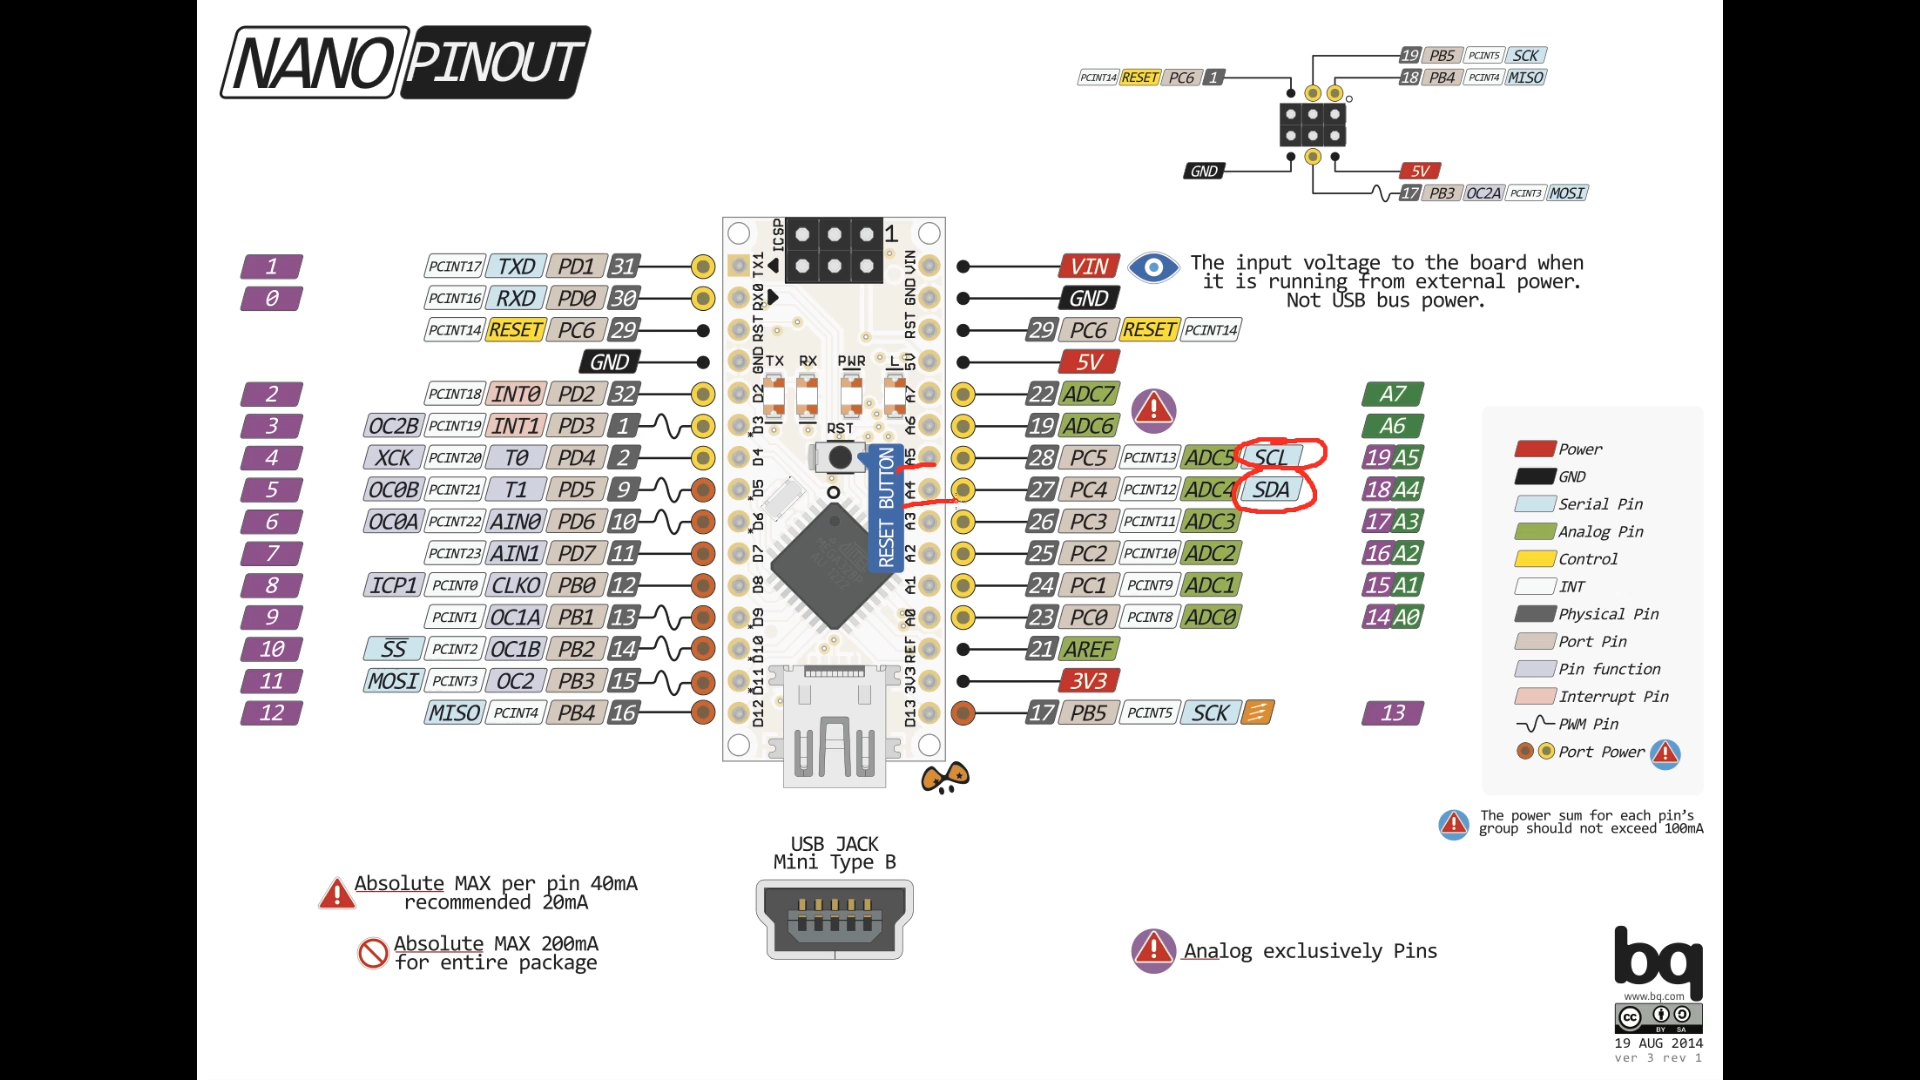 NANO PINOUT
19 PB5 PCINT5 SCK
PCINT14 RESET PC6 1
18 PB4 PCINT4 MISO
GND
5V
17 PB3 OC2A PCINT3 MOSI
ICSP
1
1 PCINT17 TXD PD1 31 TX1 VIN VIN
0 PCINT16 RXD PD0 30 RX0 GND GND
PCINT14 RESET PC6 29 RST RST 29 PC6 RESET PCINT14
GND GND 5V 5V
TX RX PWR L
2 PCINT18 INT0 PD2 32 D2 A7 22 ADC7 A7
3 OC2B PCINT19 INT1 PD3 1 *D3 A6 19 ADC6 A6
RST
4 XCK PCINT20 T0 PD4 2 D4 A5 28 PC5 PCINT13 ADC5 SCL 19 A5
5 OC0B PCINT21 T1 PD5 9 *D5 A4 27 PC4 PCINT12 ADC4 SDA 18 A4
6 OC0A PCINT22 AIN0 PD6 10 *D6 A3 26 PC3 PCINT11 ADC3 17 A3
7 PCINT23 AIN1 PD7 11 D7 A2 25 PC2 PCINT10 ADC2 16 A2
8 ICP1 PCINT0 CLKO PB0 12 D8 A1 24 PC1 PCINT9 ADC1 15 A1
9 PCINT1 OC1A PB1 13 *D9 A0 23 PC0 PCINT8 ADC0 14 A0
10 SS PCINT2 OC1B PB2 14 *D10 REF 21 AREF
11 MOSI PCINT3 OC2 PB3 15 *D11 3V3 3V3
12 MISO PCINT4 PB4 16 D12 D13 17 PB5 PCINT5 SCK 13
RESET BUTTON
The input voltage to the board when
it is running from external power.
Not USB bus power.
Power
GND
Serial Pin
Analog Pin
Control
INT
Physical Pin
Port Pin
Pin function
Interrupt Pin
PWM Pin
Port Power
The power sum for each pin's
group should not exceed 100mA
USB JACK
Mini Type B
Absolute MAX per pin 40mA
recommended 20mA
Absolute MAX 200mA
for entire package
Analog exclusively Pins
bq
www.bq.com
cc BY SA
19 AUG 2014
ver 3 rev 1